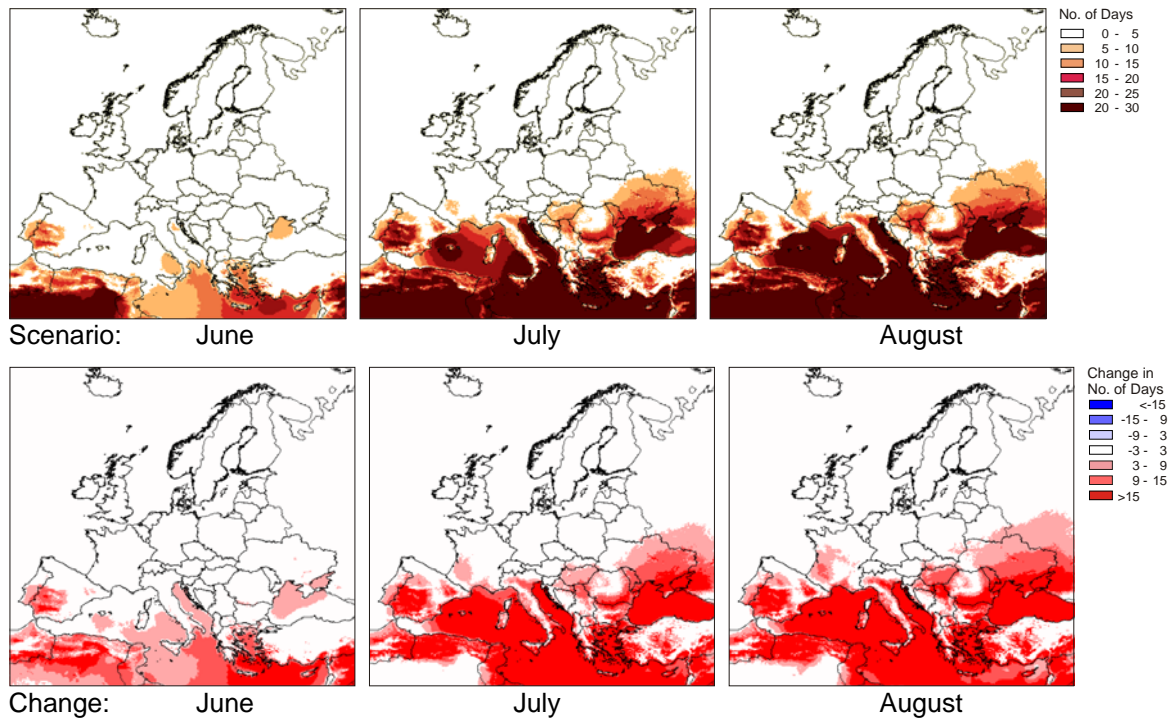 No. of Days
0 - 5
5 - 10
10 - 15
15 - 20
20 - 25
20 - 30
Scenario: June July August
Change in
No. of Days
<-15
-15 - 9
-9 - 3
-3 - 3
3 - 9
9 - 15
>15
Change: June July August